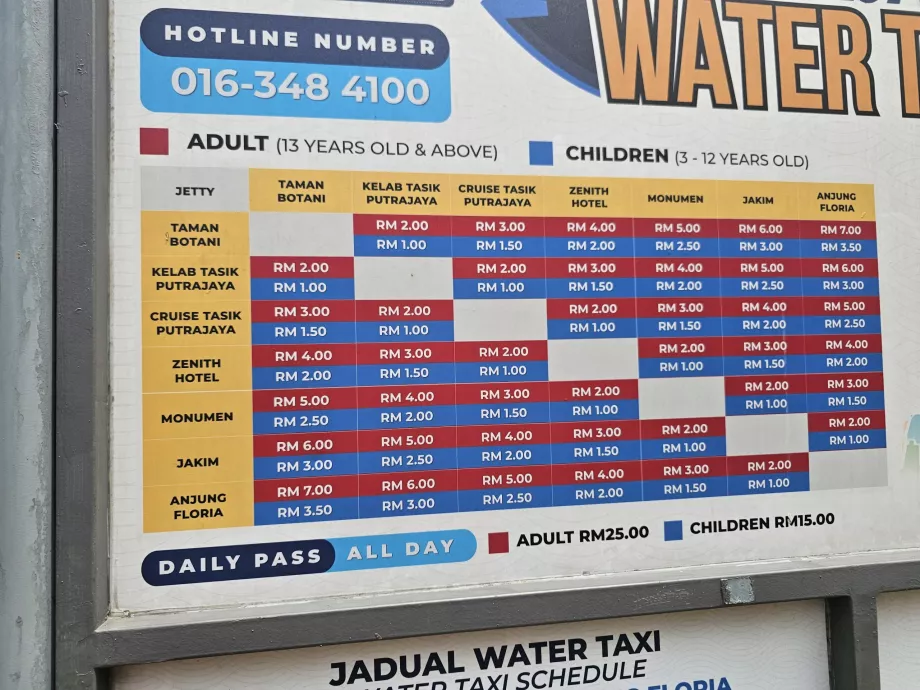 HOTLINE NUMBER
016-348 4100
WATER
ADULT (13 YEARS OLD & ABOVE) CHILDREN (3 - 12 YEARS OLD)
JETTY TAMAN BOTANI KELAB TASIK PUTRAJAYA CRUISE TASIK PUTRAJAYA ZENITH HOTEL MONUMEN JAKIM ANJUNG FLORIA
TAMAN BOTANI RM 2.00 RM 3.00 RM 4.00 RM 5.00 RM 6.00 RM 7.00
RM 1.00 RM 1.50 RM 2.00 RM 2.50 RM 3.00 RM 3.50
KELAB TASIK PUTRAJAYA RM 2.00 RM 2.00 RM 3.00 RM 4.00 RM 5.00 RM 6.00
RM 1.00 RM 1.00 RM 1.50 RM 2.00 RM 2.50 RM 3.00
CRUISE TASIK PUTRAJAYA RM 3.00 RM 2.00 RM 2.00 RM 3.00 RM 4.00 RM 5.00
RM 1.50 RM 1.00 RM 1.00 RM 1.50 RM 2.00 RM 2.50
ZENITH HOTEL RM 4.00 RM 3.00 RM 2.00 RM 2.00 RM 3.00 RM 4.00
RM 2.00 RM 1.50 RM 1.00 RM 1.00 RM 1.50 RM 2.00
MONUMEN RM 5.00 RM 4.00 RM 3.00 RM 2.00 RM 2.00 RM 3.00
RM 2.50 RM 2.00 RM 1.50 RM 1.00 RM 1.00 RM 1.50
JAKIM RM 6.00 RM 5.00 RM 4.00 RM 3.00 RM 2.00 RM 2.00
RM 3.00 RM 2.50 RM 2.00 RM 1.50 RM 1.00 RM 1.00
ANJUNG FLORIA RM 7.00 RM 6.00 RM 5.00 RM 4.00 RM 3.00 RM 2.00
RM 3.50 RM 3.00 RM 2.50 RM 2.00 RM 1.50 RM 1.00
DAILY PASS ALL DAY ADULT RM25.00 CHILDREN RM15.00
JADUAL WATER TAXI
WATER TAXI SCHEDULE
FLORIA